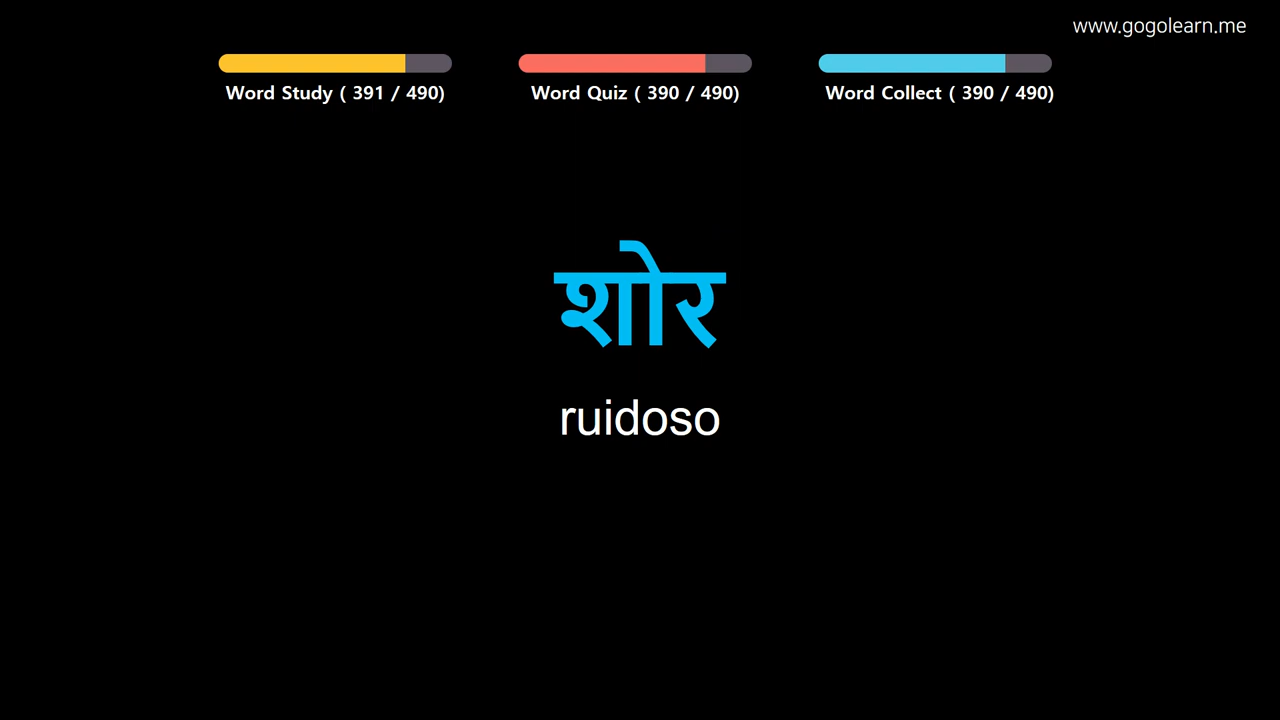 www.gogolearn.me
Word Study ( 391 / 490)
Word Quiz ( 390 / 490)
Word Collect ( 390 / 490)
शोर
ruidoso